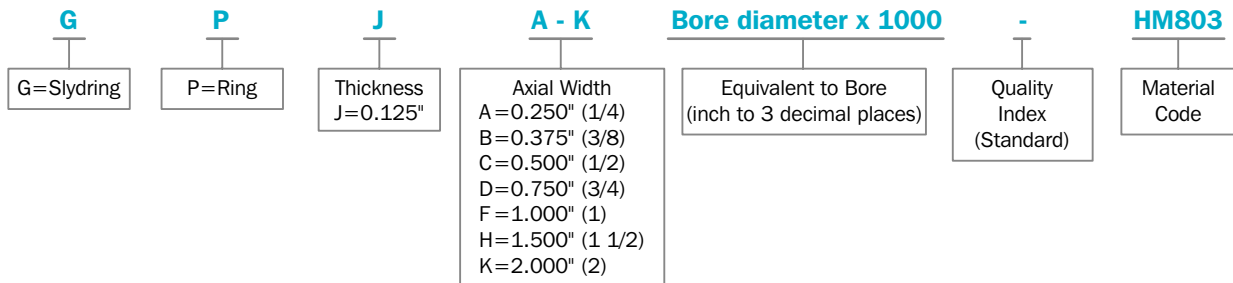 G P J A - K Bore diameter x 1000 - HM803
G=Slydring
P=Ring
Thickness
J=0.125"
Axial Width
A=0.250" (1/4)
B=0.375" (3/8)
C=0.500" (1/2)
D=0.750" (3/4)
F=1.000" (1)
H=1.500" (1 1/2)
K=2.000" (2)
Equivalent to Bore
(inch to 3 decimal places)
Quality
Index
(Standard)
Material
Code